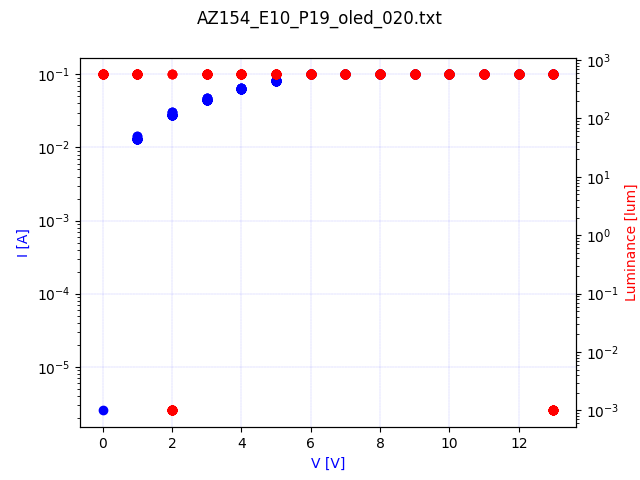 AZ154_E10_P19_oled_020.txt
10⁻¹
10⁻²
10⁻³
10⁻⁴
10⁻⁵
I [A]
10³
10²
10¹
10⁰
10⁻¹
10⁻²
10⁻³
Luminance [lum]
0 2 4 6 8 10 12
V [V]